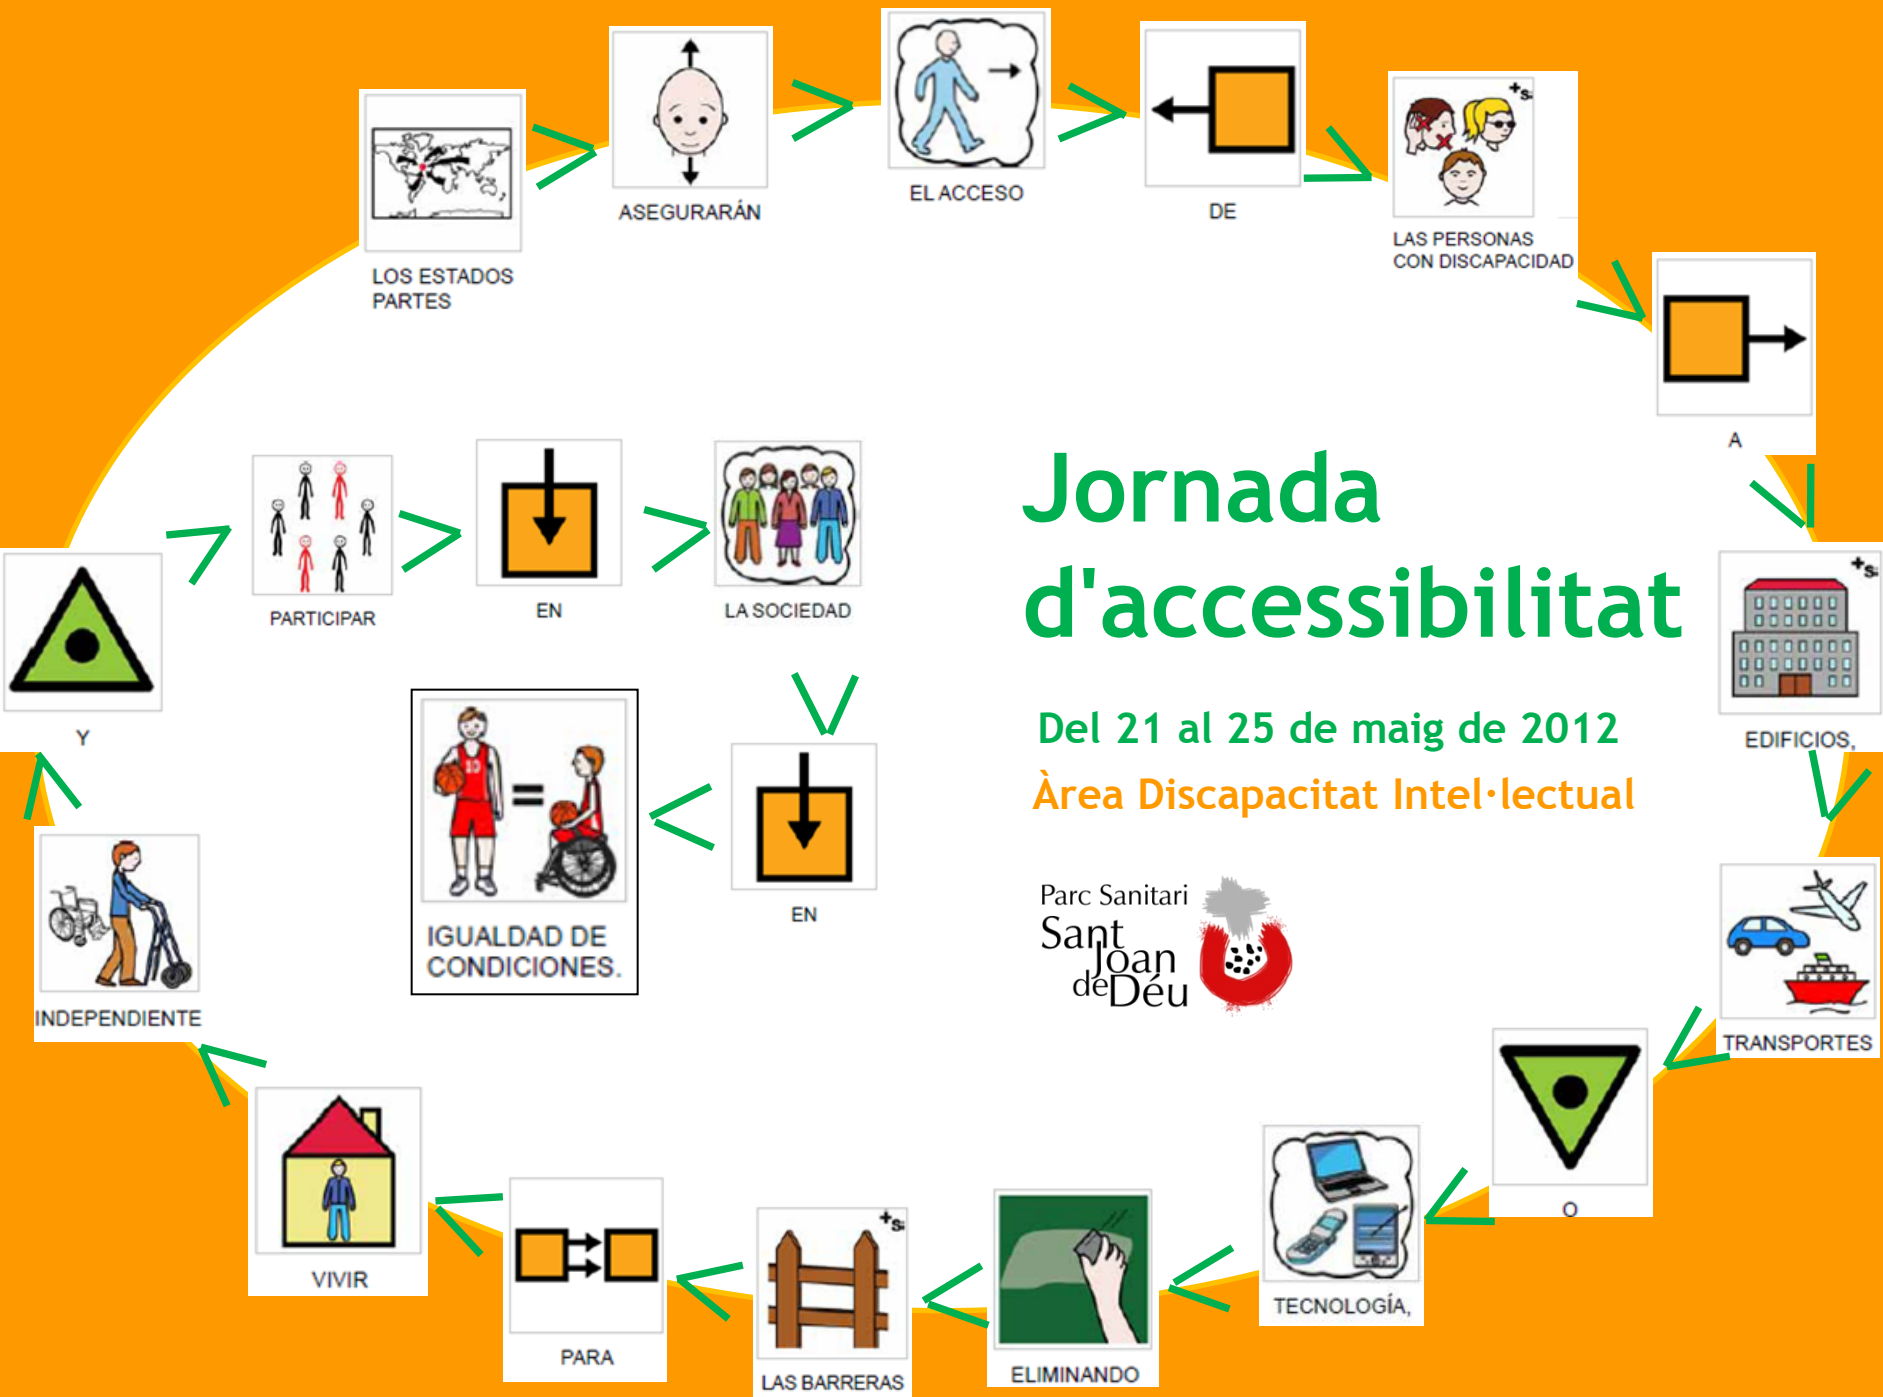 LOS ESTADOS
PARTES
ASEGURARÁN
EL ACCESO
DE
LAS PERSONAS
CON DISCAPACIDAD
A
EDIFICIOS,
TRANSPORTES
O
TECNOLOGÍA,
ELIMINANDO
LAS BARRERAS
PARA
VIVIR
INDEPENDIENTE
Y
PARTICIPAR
EN
LA SOCIEDAD
EN
IGUALDAD DE
CONDICIONES.
Jornada
d'accessibilitat
Del 21 al 25 de maig de 2012
Àrea Discapacitat Intel·lectual
Parc Sanitari
Sant
Joan
de Déu